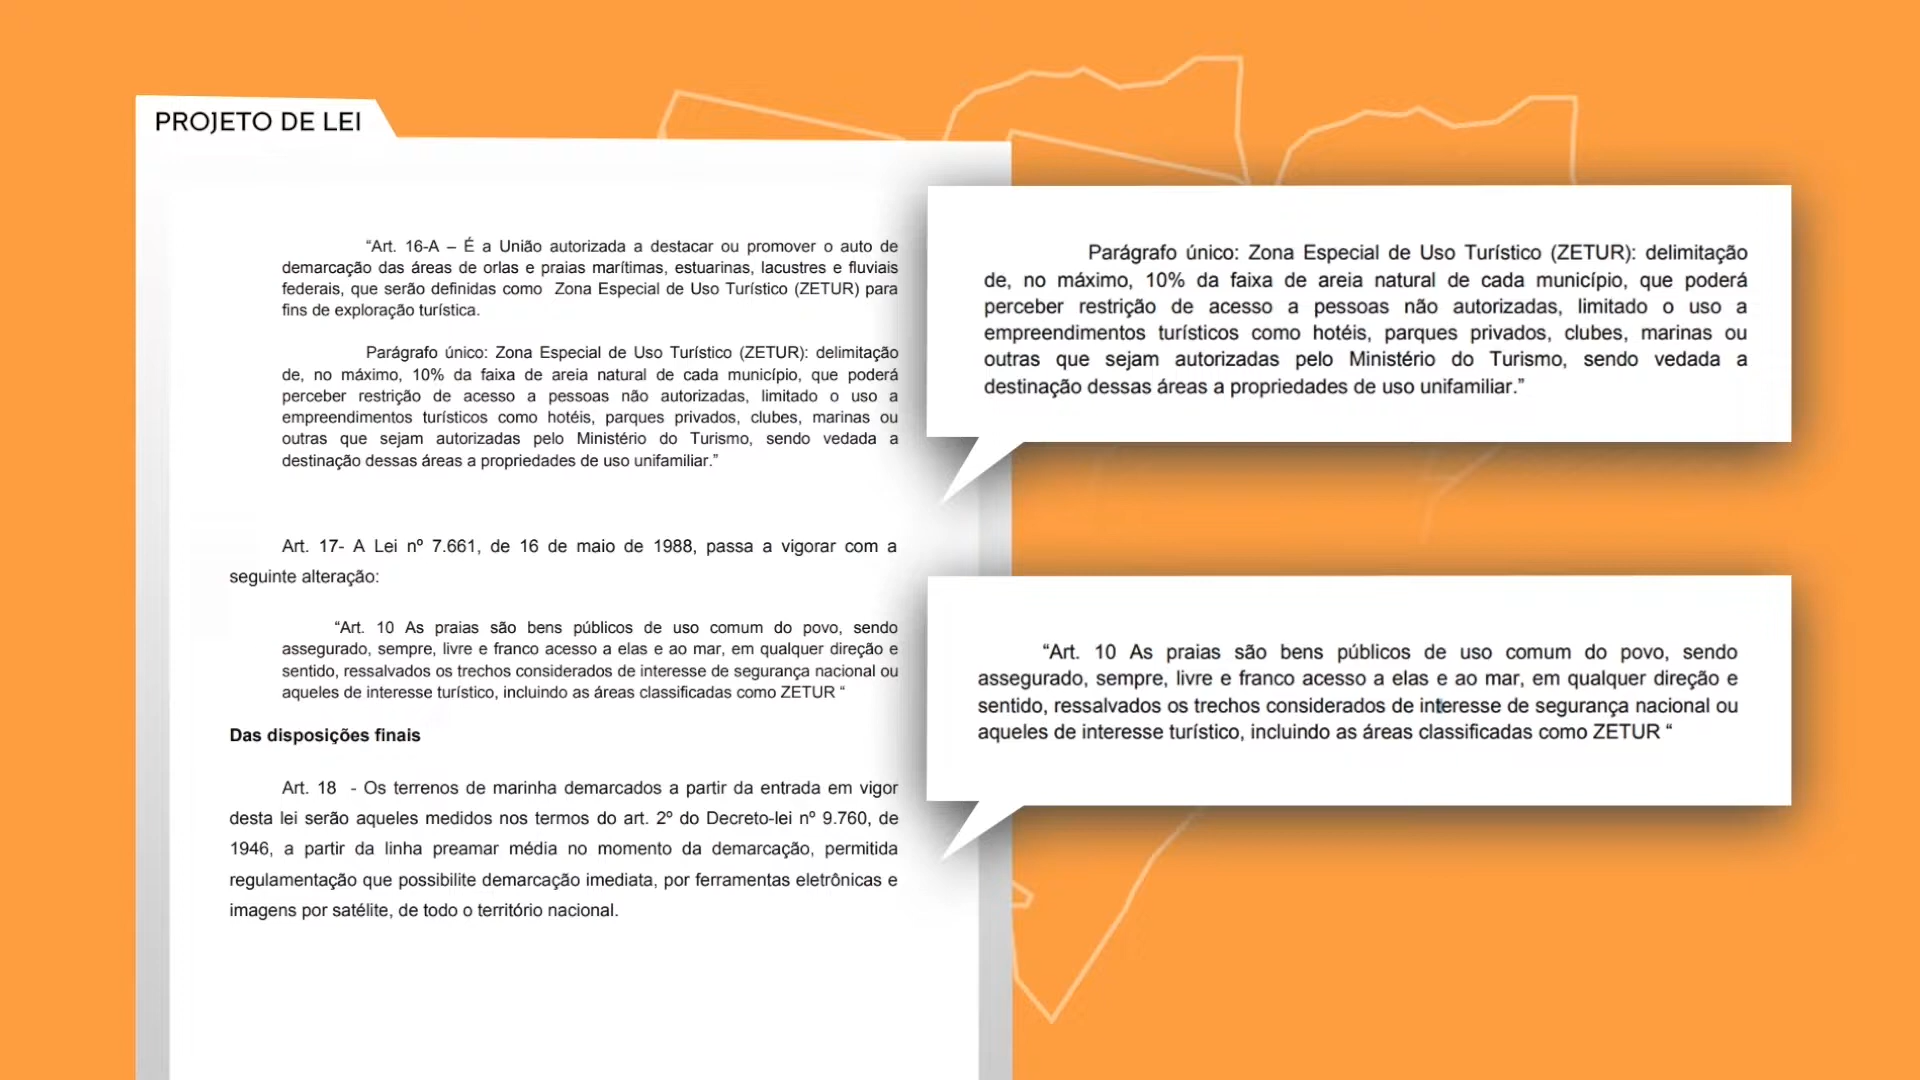 PROJETO DE LEI
“Art. 16-A – É a União autorizada a destacar ou promover o auto de
demarcação das áreas de orlas e praias marítimas, estuarinas, lacustres e fluviais
federais, que serão definidas como Zona Especial de Uso Turístico (ZETUR) para
fins de exploração turística.
Parágrafo único: Zona Especial de Uso Turístico (ZETUR): delimitação
de, no máximo, 10% da faixa de areia natural de cada município, que poderá
perceber restrição de acesso a pessoas não autorizadas, limitado o uso a
empreendimentos turísticos como hotéis, parques privados, clubes, marinas ou
outras que sejam autorizadas pelo Ministério do Turismo, sendo vedada a
destinação dessas áreas a propriedades de uso unifamiliar.”
Art. 17- A Lei nº 7.661, de 16 de maio de 1988, passa a vigorar com a
seguinte alteração:
“Art. 10 As praias são bens públicos de uso comum do povo, sendo
assegurado, sempre, livre e franco acesso a elas e ao mar, em qualquer direção e
sentido, ressalvados os trechos considerados de interesse de segurança nacional ou
aqueles de interesse turístico, incluindo as áreas classificadas como ZETUR “
Das disposições finais
Art. 18 - Os terrenos de marinha demarcados a partir da entrada em vigor
desta lei serão aqueles medidos nos termos do art. 2º do Decreto-lei nº 9.760, de
1946, a partir da linha preamar média no momento da demarcação, permitida
regulamentação que possibilite demarcação imediata, por ferramentas eletrônicas e
imagens por satélite, de todo o território nacional.
Parágrafo único: Zona Especial de Uso Turístico (ZETUR): delimitação
de, no máximo, 10% da faixa de areia natural de cada município, que poderá
perceber restrição de acesso a pessoas não autorizadas, limitado o uso a
empreendimentos turísticos como hotéis, parques privados, clubes, marinas ou
outras que sejam autorizadas pelo Ministério do Turismo, sendo vedada a
destinação dessas áreas a propriedades de uso unifamiliar.”
“Art. 10 As praias são bens públicos de uso comum do povo, sendo
assegurado, sempre, livre e franco acesso a elas e ao mar, em qualquer direção e
sentido, ressalvados os trechos considerados de interesse de segurança nacional ou
aqueles de interesse turístico, incluindo as áreas classificadas como ZETUR “